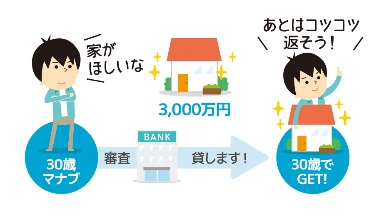 家が
ほしいな
3,000万円
あとはコツコツ
返そう!
30歳
マナブ
審査
BANK
貸します!
30歳で
GET!